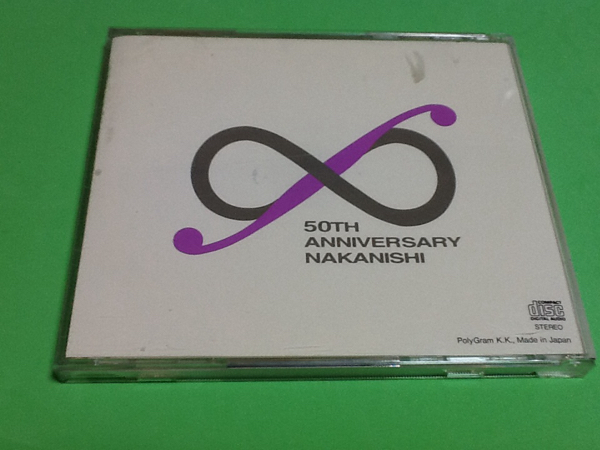 50TH
ANNIVERSARY
NAKANISHI
COMPACT
disc
DIGITAL AUDIO
STEREO
PolyGram K.K., Made in Japan